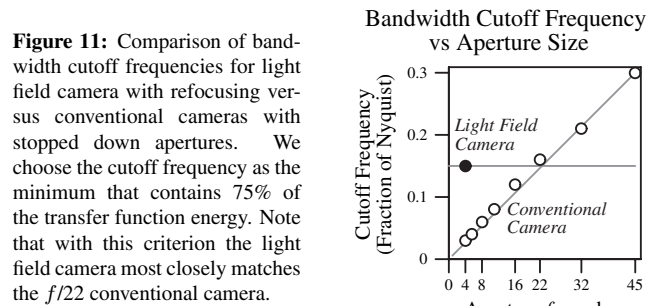 Figure 11: Comparison of band-
width cutoff frequencies for light
field camera with refocusing ver-
sus conventional cameras with
stopped down apertures. We
choose the cutoff frequency as the
minimum that contains 75% of
the transfer function energy. Note
that with this criterion the light
field camera most closely matches
the ƒ/22 conventional camera.
Bandwidth Cutoff Frequency
vs Aperture Size
Cutoff Frequency
(Fraction of Nyquist)
0.3
0.2
0.1
0
Light Field
Camera
Conventional
Camera
0 4 8 16 22 32 45